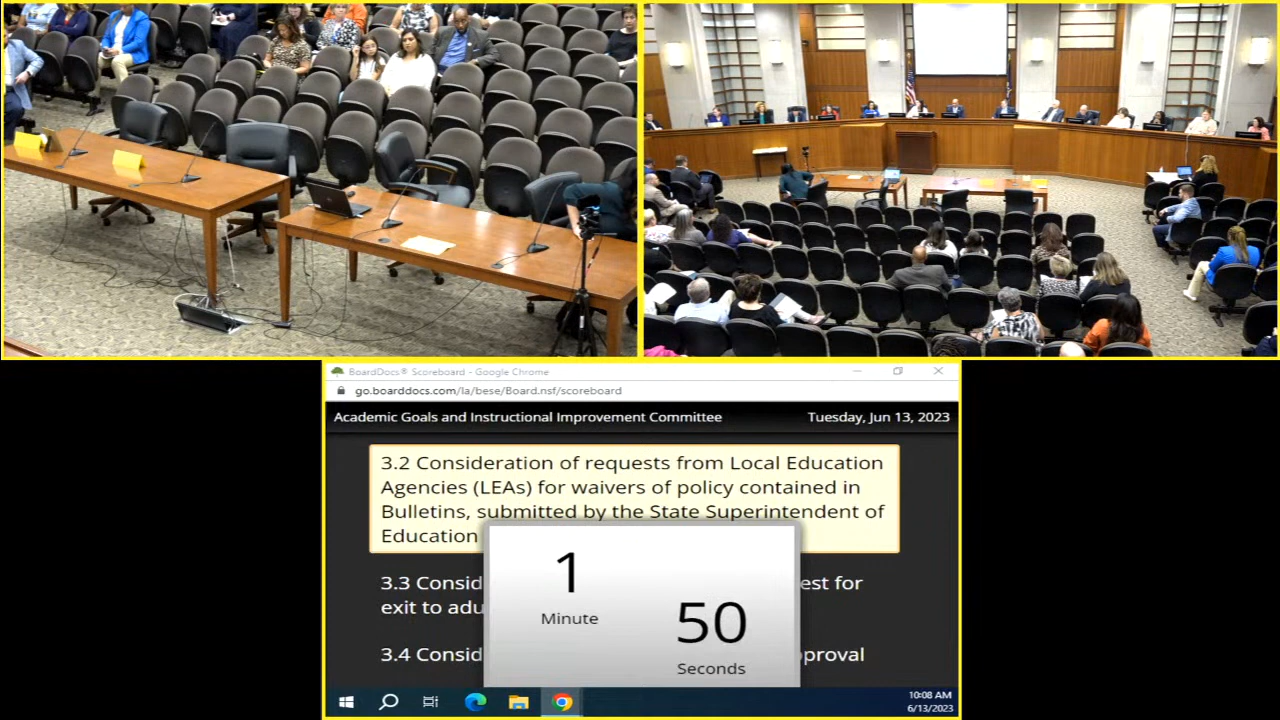 BoardDocs® Scoreboard - Google Chrome
go.boarddocs.com/la/bese/Board.nsf/scoreboard
Academic Goals and Instructional Improvement Committee
Tuesday, Jun 13, 2023
3.2 Consideration of requests from Local Education
Agencies (LEAs) for waivers of policy contained in
Bulletins, submitted by the State Superintendent of
Education
1
Minute
50
Seconds
3.3 Consid est for
exit to adu
3.4 Consid proval
10:08 AM
6/13/2023